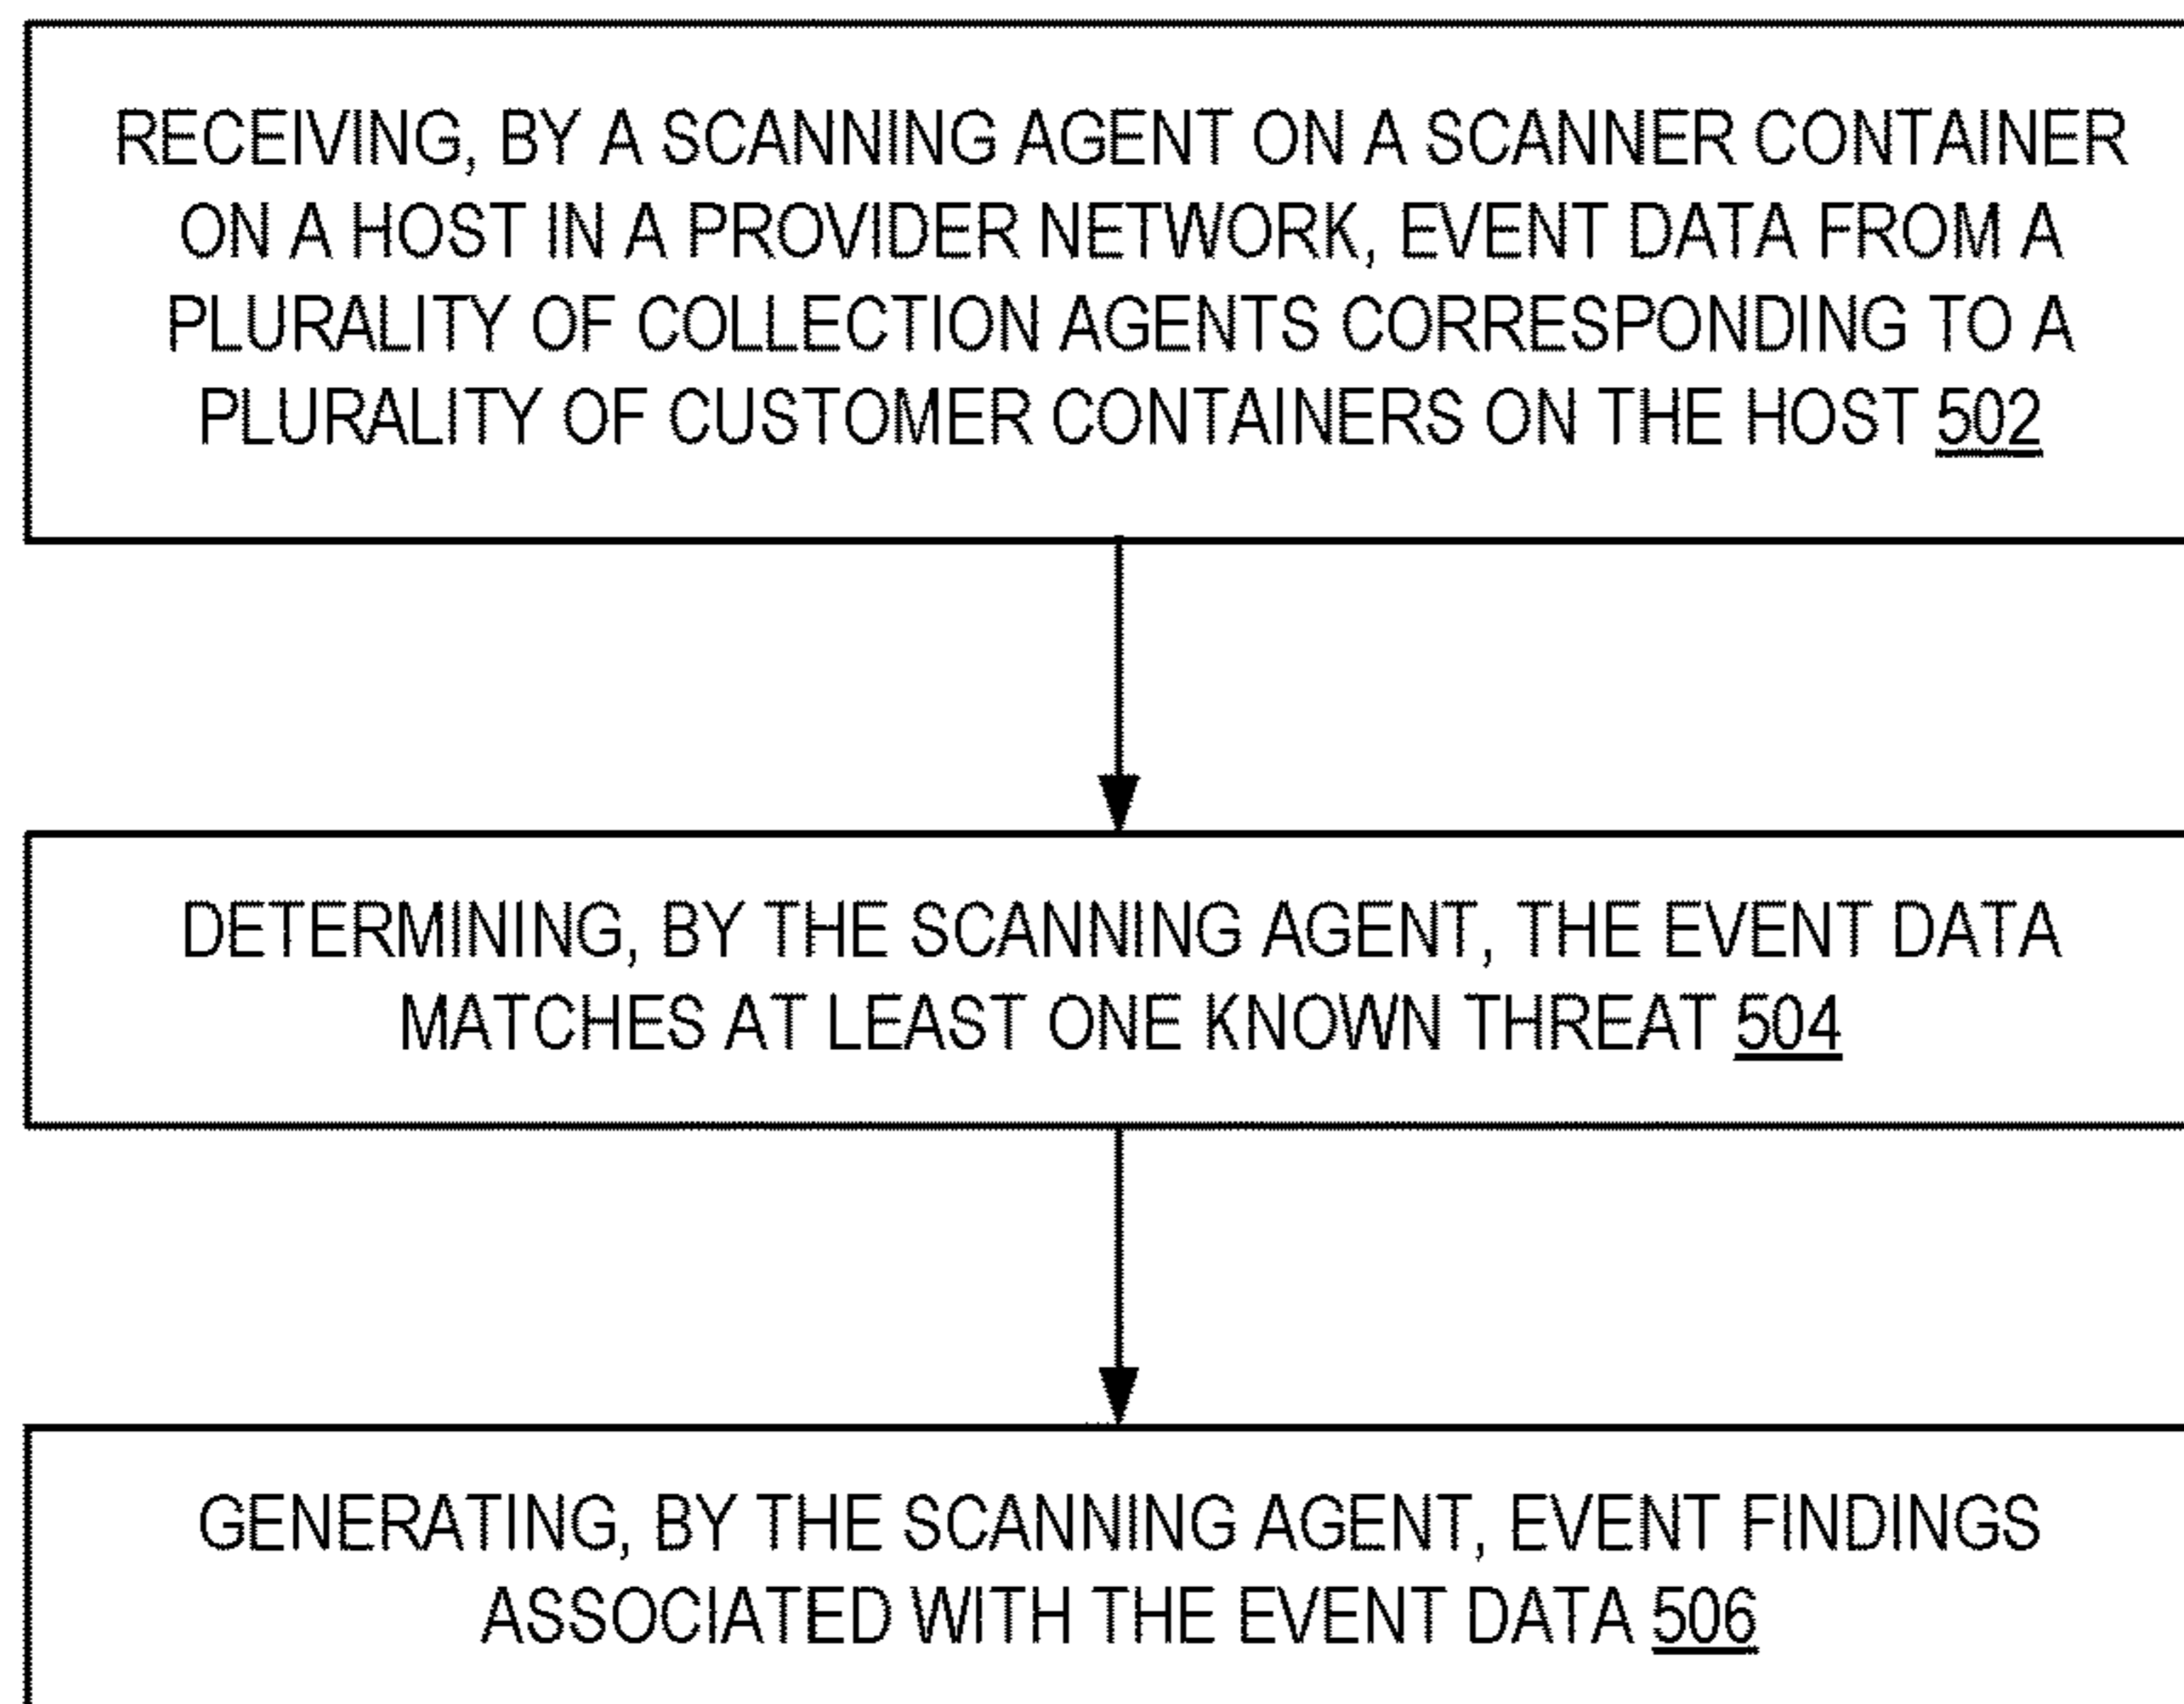 RECEIVING, BY A SCANNING AGENT ON A SCANNER CONTAINER
ON A HOST IN A PROVIDER NETWORK, EVENT DATA FROM A
PLURALITY OF COLLECTION AGENTS CORRESPONDING TO A
PLURALITY OF CUSTOMER CONTAINERS ON THE HOST 502
DETERMINING, BY THE SCANNING AGENT, THE EVENT DATA
MATCHES AT LEAST ONE KNOWN THREAT 504
GENERATING, BY THE SCANNING AGENT, EVENT FINDINGS
ASSOCIATED WITH THE EVENT DATA 506